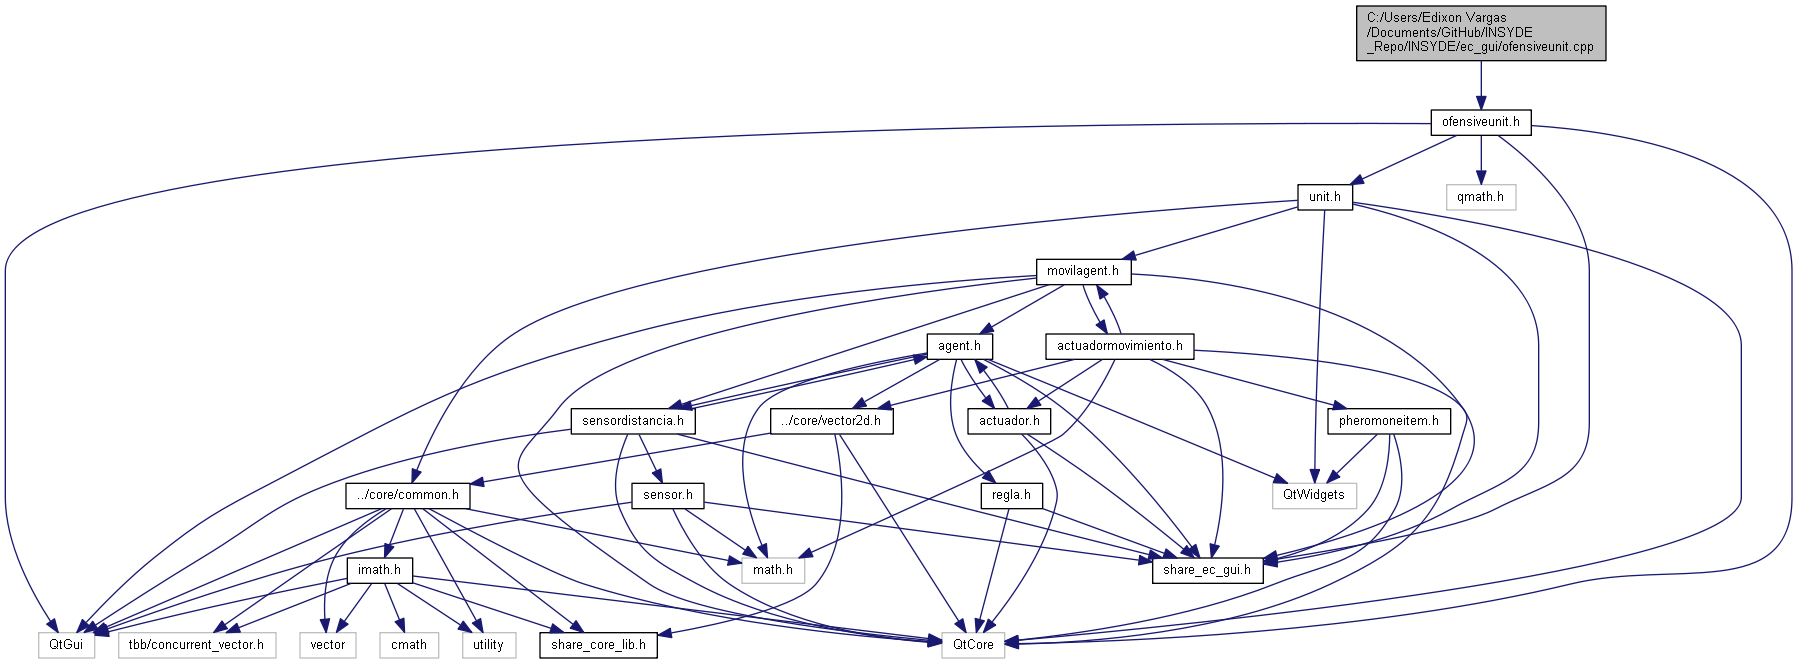 C:/Users/Edixon Vargas
/Documents/GitHub/INSYDE
_Repo/INSYDE/ec_gui/ofensiveunit.cpp
ofensiveunit.h
unit.h
qmath.h
movilagent.h
agent.h
actuadormovimiento.h
sensordistancia.h
../core/vector2d.h
actuador.h
pheromoneitem.h
../core/common.h
sensor.h
regla.h
QtWidgets
imath.h
math.h
share_ec_gui.h
QtGui
tbb/concurrent_vector.h
vector
cmath
utility
share_core_lib.h
QtCore